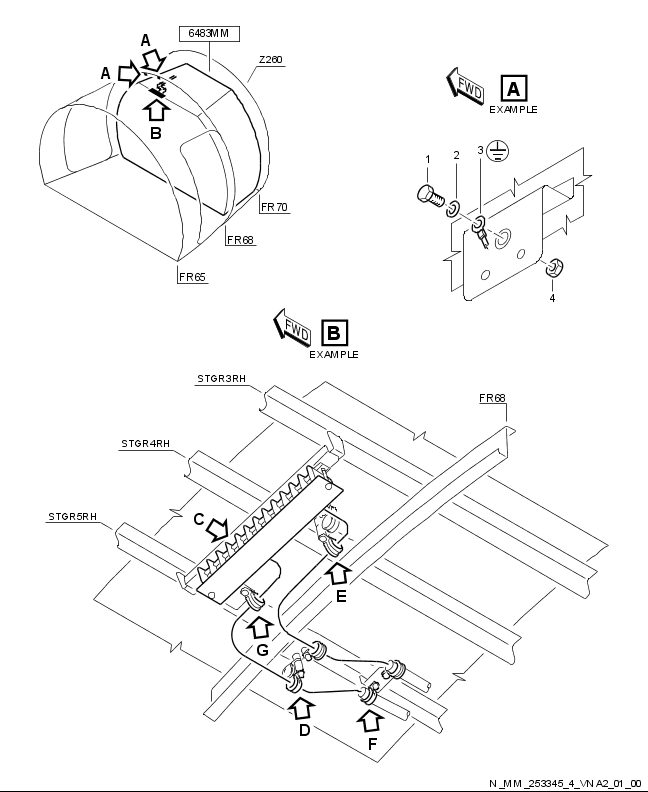 6483MM
A
Z260
A
B
FR70
FR68
FR65
FWD
A
EXAMPLE
1
2
3
4
FWD
B
EXAMPLE
STGR3RH
FR68
STGR4RH
STGR5RH
C
E
G
D
F
N_MM_253345_4_VNA2_01_00